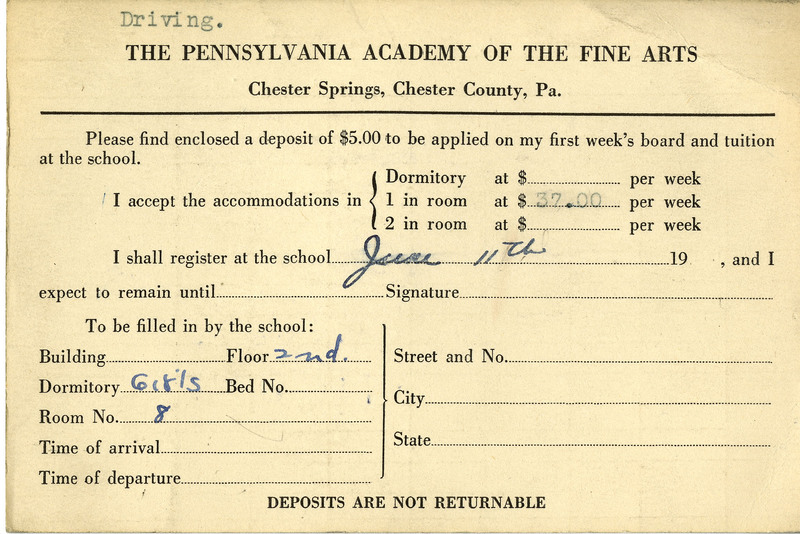 Driving.
THE PENNSYLVANIA ACADEMY OF THE FINE ARTS
Chester Springs, Chester County, Pa.
Please find enclosed a deposit of $5.00 to be applied on my first week's board and tuition
at the school.
Dormitory at $ per week
I accept the accommodations in 1 in room at $ 37.00 per week
2 in room at $ per week
I shall register at the school June 11th 19 , and I
expect to remain until Signature
To be filled in by the school:
Building Floor 2nd.
Dormitory Girls Bed No.
Room No. 8
Time of arrival
Time of departure
Street and No.
City
State
DEPOSITS ARE NOT RETURNABLE